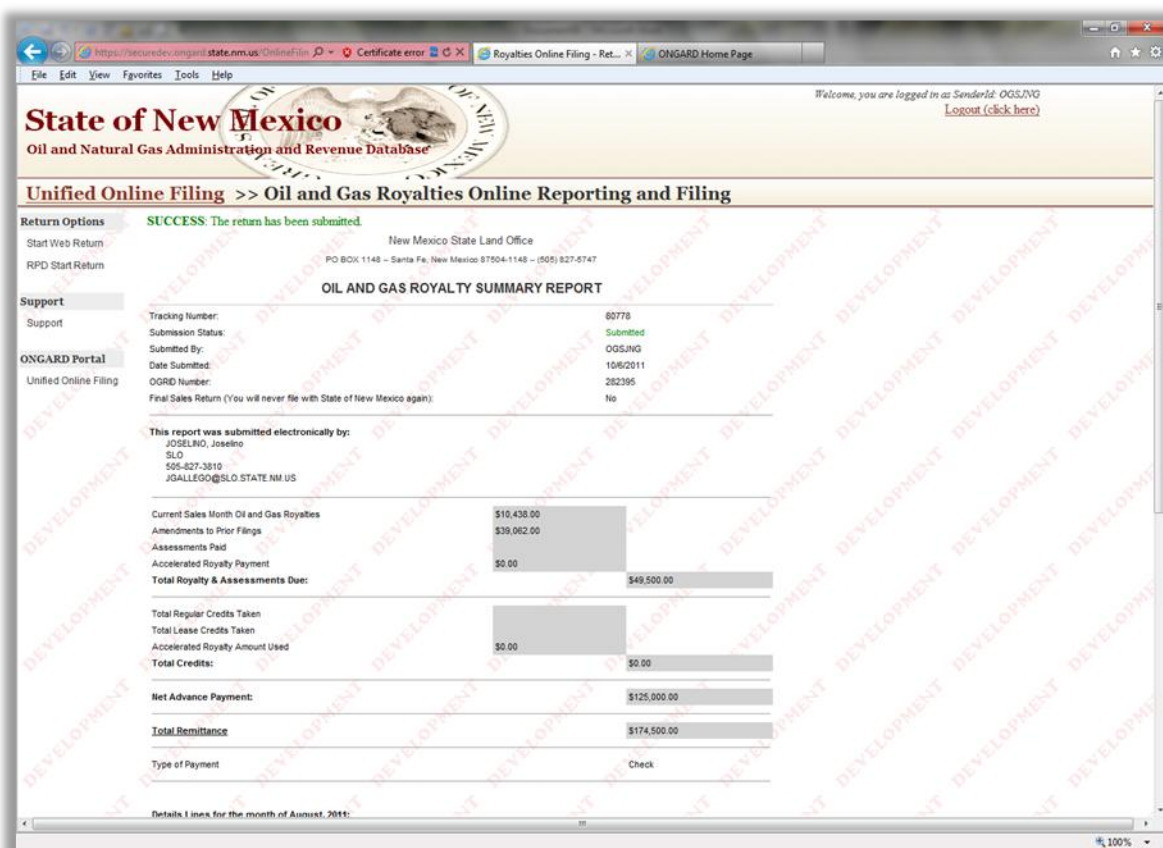 https://securedev.ongard.state.nm.us/OnlineFilin
Certificate error
Royalties Online Filing - Ret...
ONGARD Home Page
File Edit View Favorites Tools Help
Welcome, you are logged in as SenderId: OGSJNG
Logout (click here)
State of New Mexico
Oil and Natural Gas Administration and Revenue Database
Unified Online Filing >> Oil and Gas Royalties Online Reporting and Filing
Return Options
Start Web Return
RPD Start Return
Support
Support
ONGARD Portal
Unified Online Filing
SUCCESS: The return has been submitted.
New Mexico State Land Office
PO BOX 1148 – Santa Fe, New Mexico 87504-1148 – (505) 827-5747
OIL AND GAS ROYALTY SUMMARY REPORT
Tracking Number: 80778
Submission Status: Submitted
Submitted By: OGSJNG
Date Submitted: 10/6/2011
OGRID Number: 282395
Final Sales Return (You will never file with State of New Mexico again): No
This report was submitted electronically by:
JOSELINO, Joselino
SLO
505-827-3810
JGALLEGO@SLO.STATE.NM.US
Current Sales Month Oil and Gas Royalties $10,438.00
Amendments to Prior Filings $39,062.00
Assessments Paid
Accelerated Royalty Payment $0.00
Total Royalty & Assessments Due: $49,500.00
Total Regular Credits Taken
Total Lease Credits Taken
Accelerated Royalty Amount Used $0.00
Total Credits: $0.00
Net Advance Payment: $125,000.00
Total Remittance $174,500.00
Type of Payment Check
Details Lines for the month of August, 2011:
DEVELOPMENT
100%